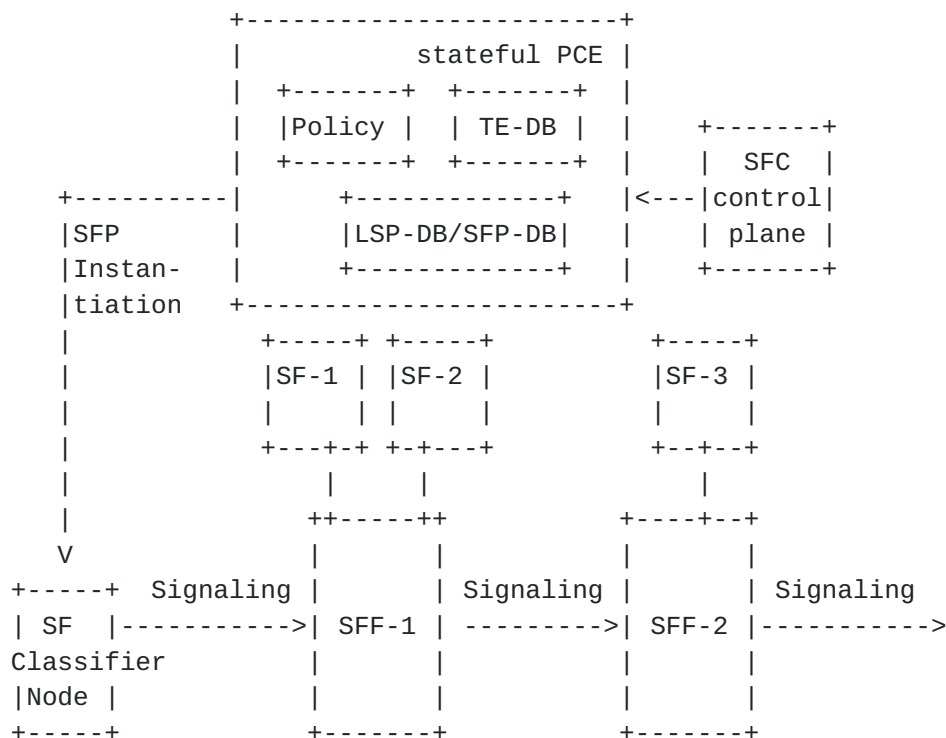 stateful PCE
Policy TE-DB
SFC
control
SFP LSP-DB/SFP-DB plane
Instan-
tiation
SF-1 SF-2 SF-3
V
Signaling Signaling Signaling
SF SFF-1 SFF-2
Classifier
Node